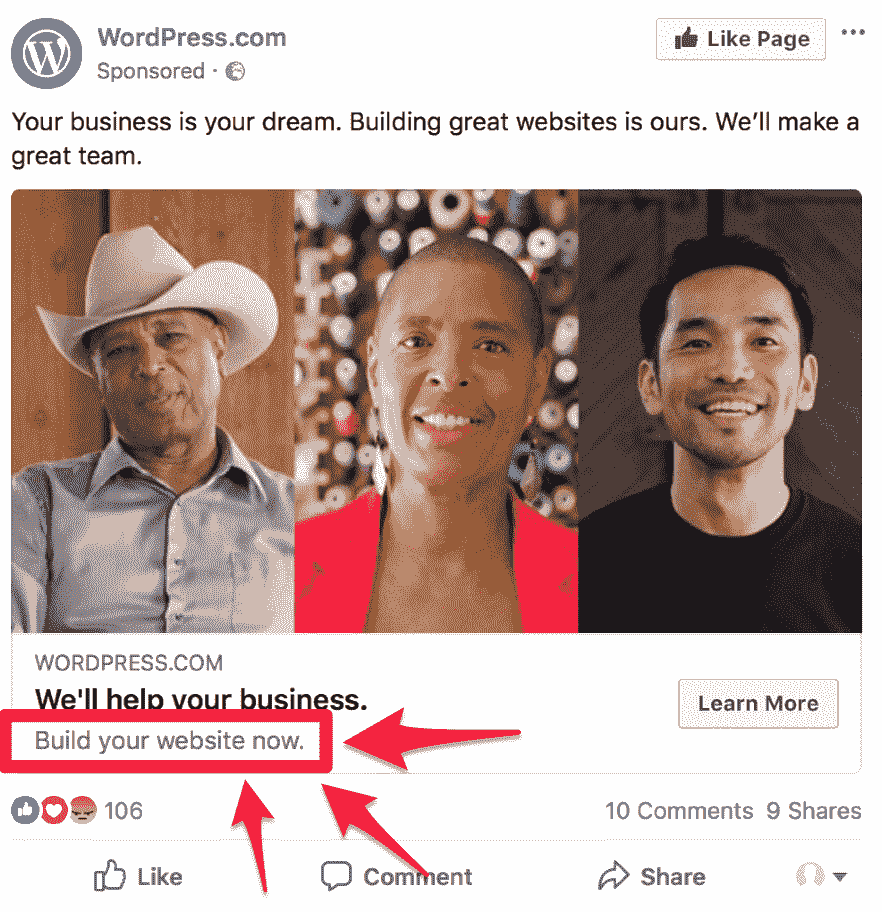 WordPress.com
Like Page
Sponsored ·
Your business is your dream. Building great websites is ours. We’ll make a
great team.
WORDPRESS.COM
We'll help your business.
Learn More
Build your website now.
106
10 Comments 9 Shares
Like
Comment
Share